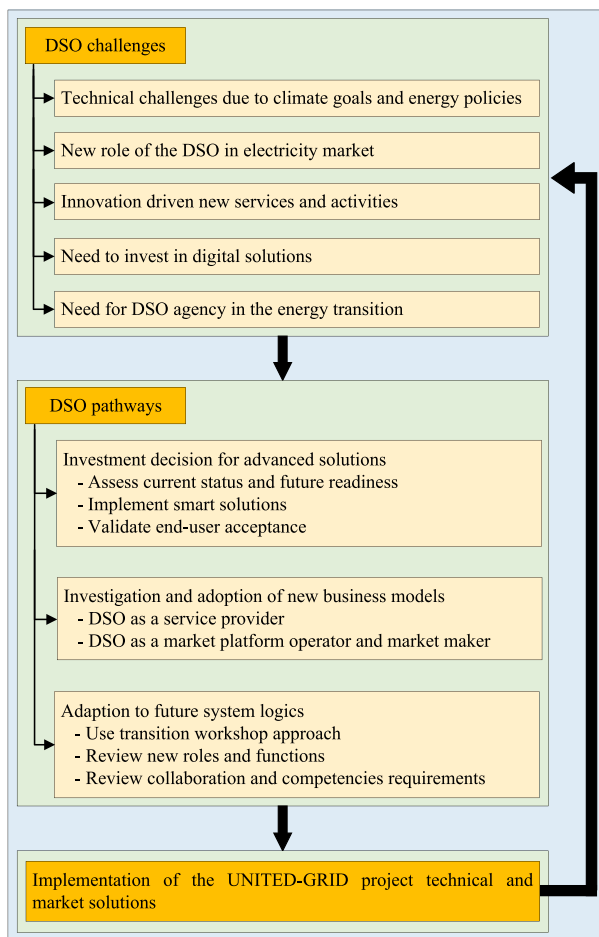 DSO challenges
Technical challenges due to climate goals and energy policies
New role of the DSO in electricity market
Innovation driven new services and activities
Need to invest in digital solutions
Need for DSO agency in the energy transition
DSO pathways
Investment decision for advanced solutions
- Assess current status and future readiness
- Implement smart solutions
- Validate end-user acceptance
Investigation and adoption of new business models
- DSO as a service provider
- DSO as a market platform operator and market maker
Adaption to future system logics
- Use transition workshop approach
- Review new roles and functions
- Review collaboration and competencies requirements
Implementation of the UNITED-GRID project technical and
market solutions